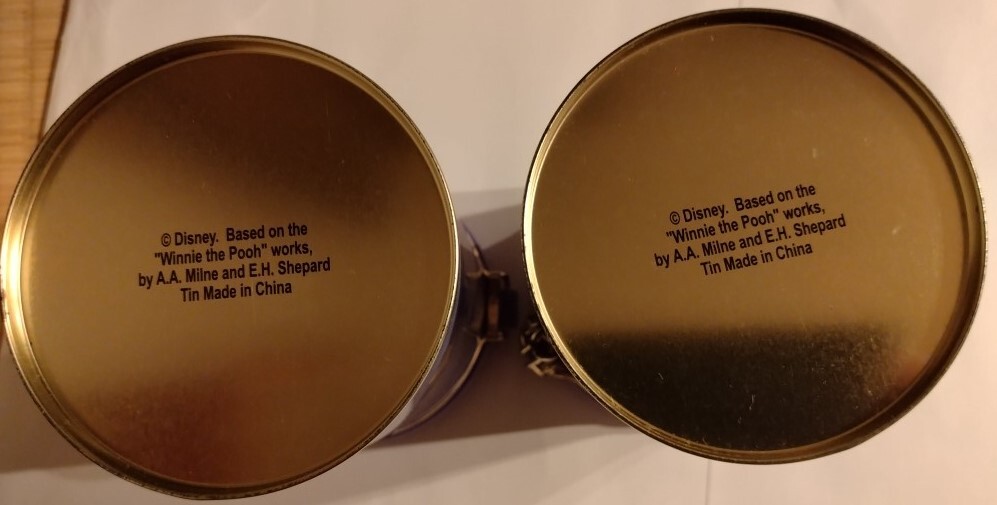 © Disney. Based on the
"Winnie the Pooh" works,
by A.A. Milne and E.H. Shepard
Tin Made in China
© Disney. Based on the
"Winnie the Pooh" works,
by A.A. Milne and E.H. Shepard
Tin Made in China